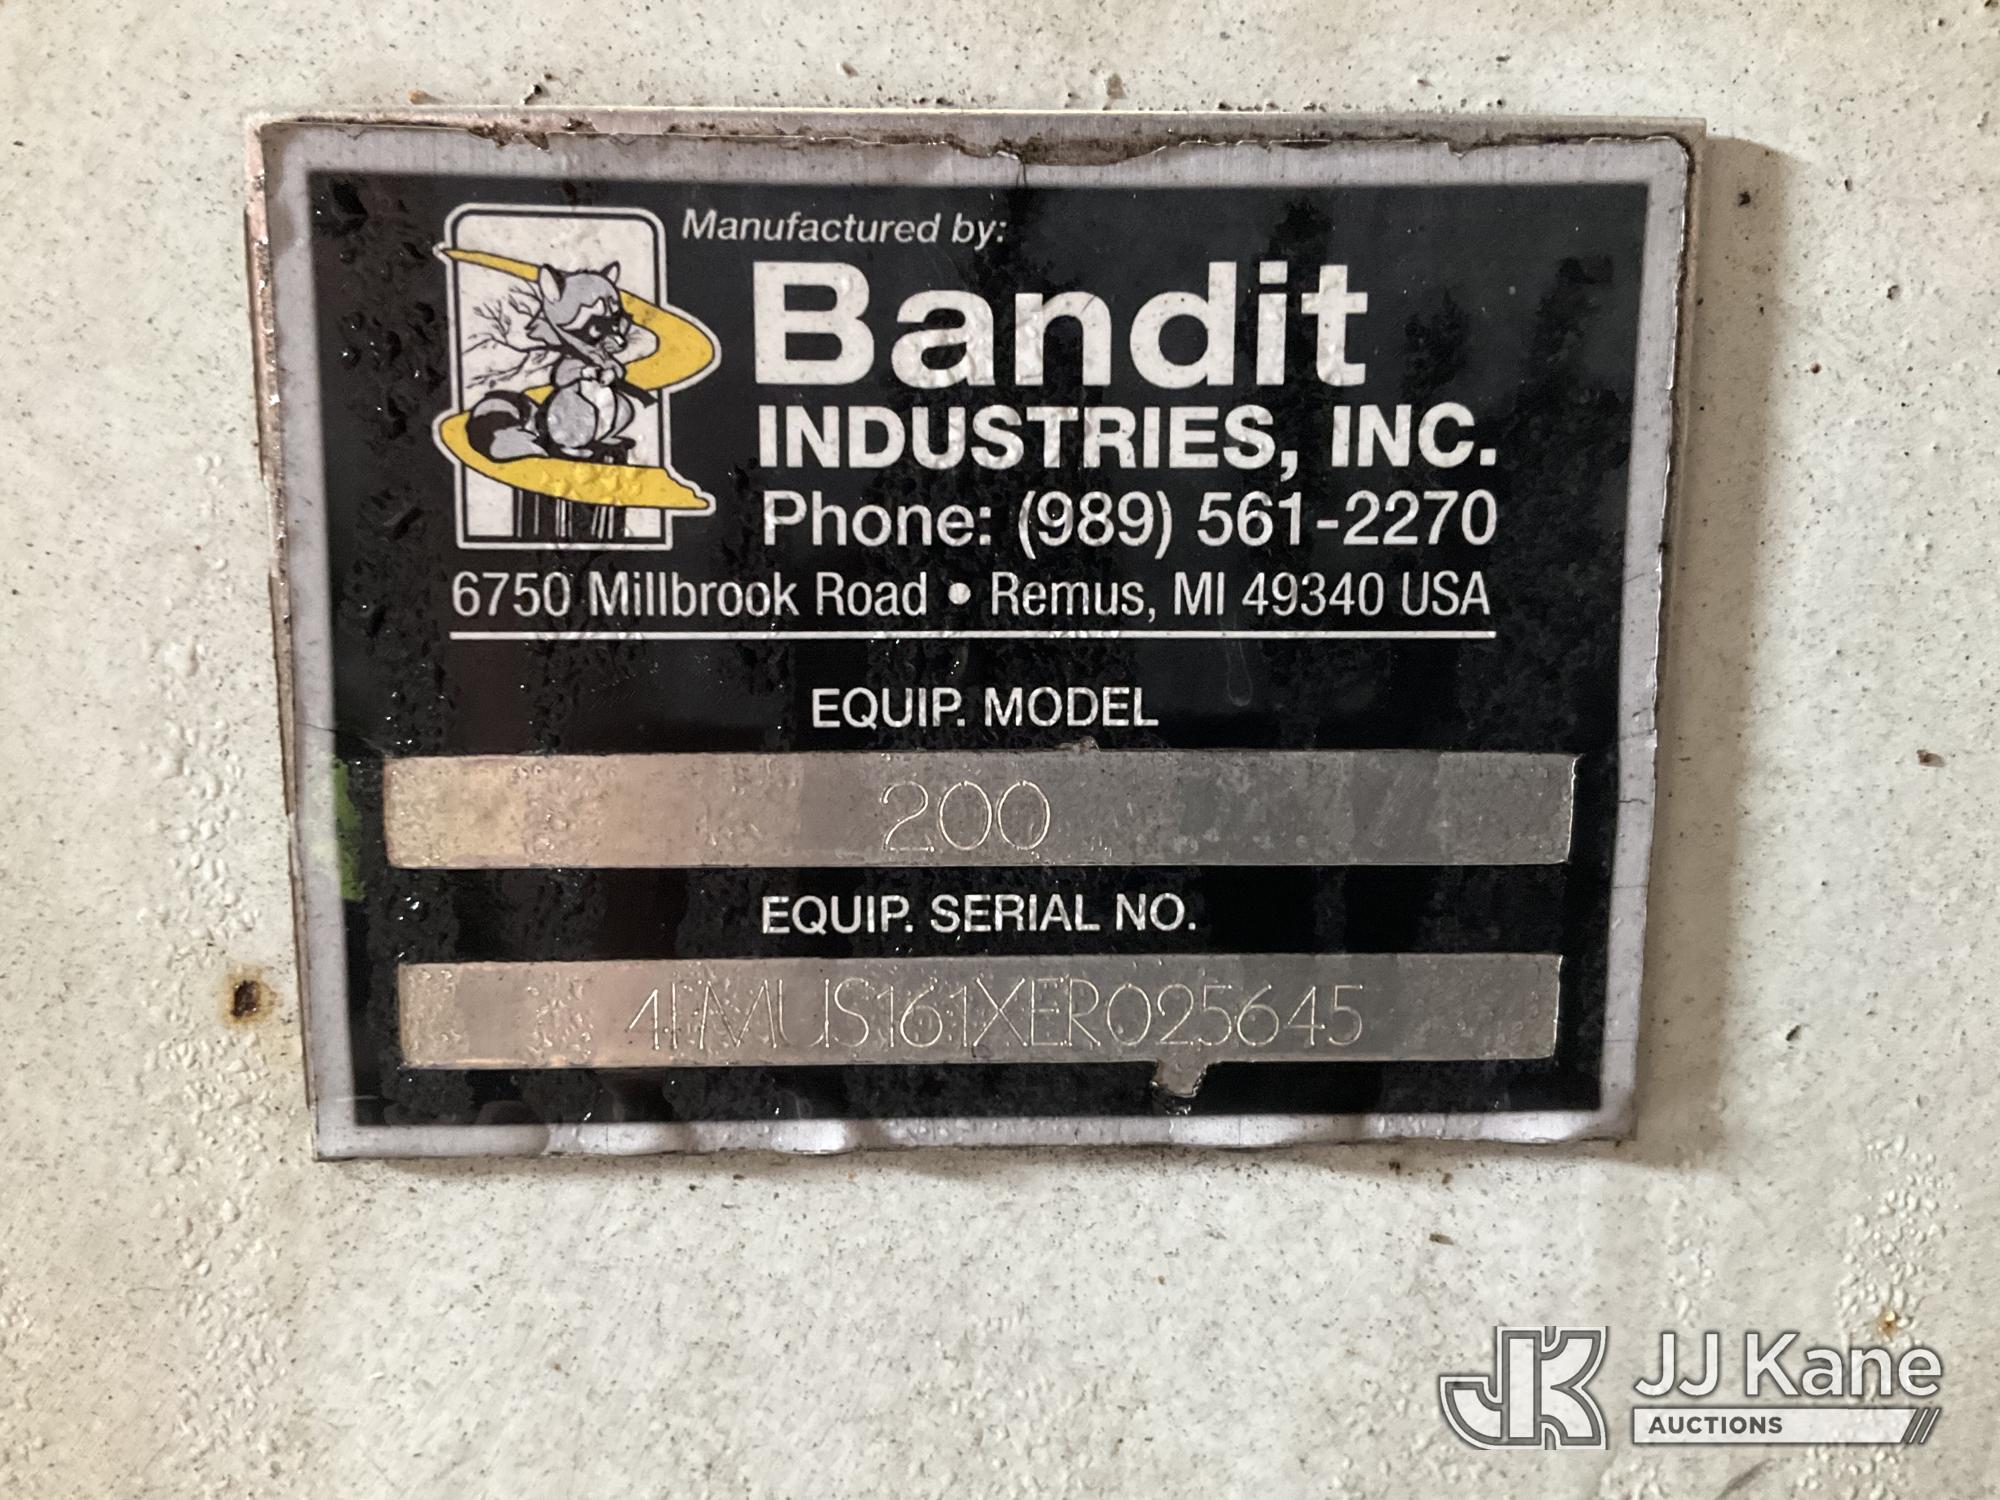 Manufactured by:
Bandit
INDUSTRIES, INC.
Phone: (989) 561-2270
6750 Millbrook Road • Remus, MI 49340 USA
EQUIP. MODEL
200
EQUIP. SERIAL NO.
4FMUS161XER025645
JK JJ Kane
AUCTIONS